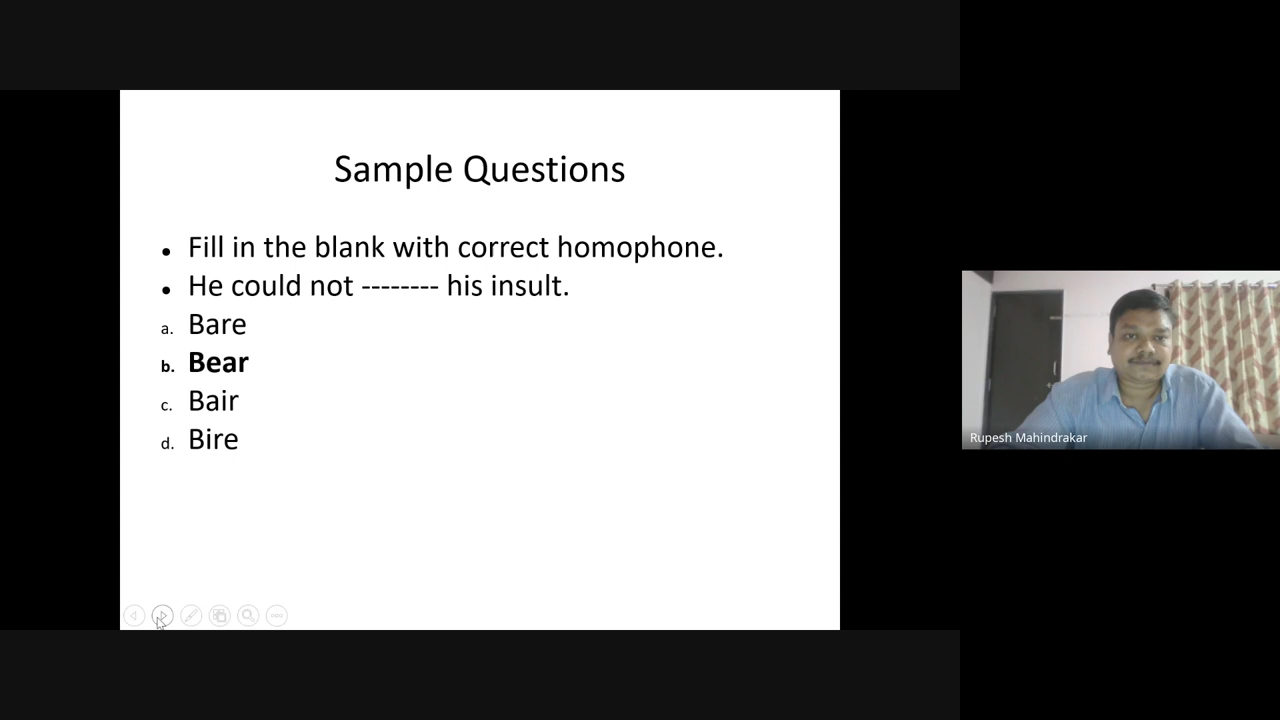 Sample Questions
• Fill in the blank with correct homophone.
• He could not -------- his insult.
a. Bare
b. Bear
c. Bair
d. Bire
Rupesh Mahindrakar